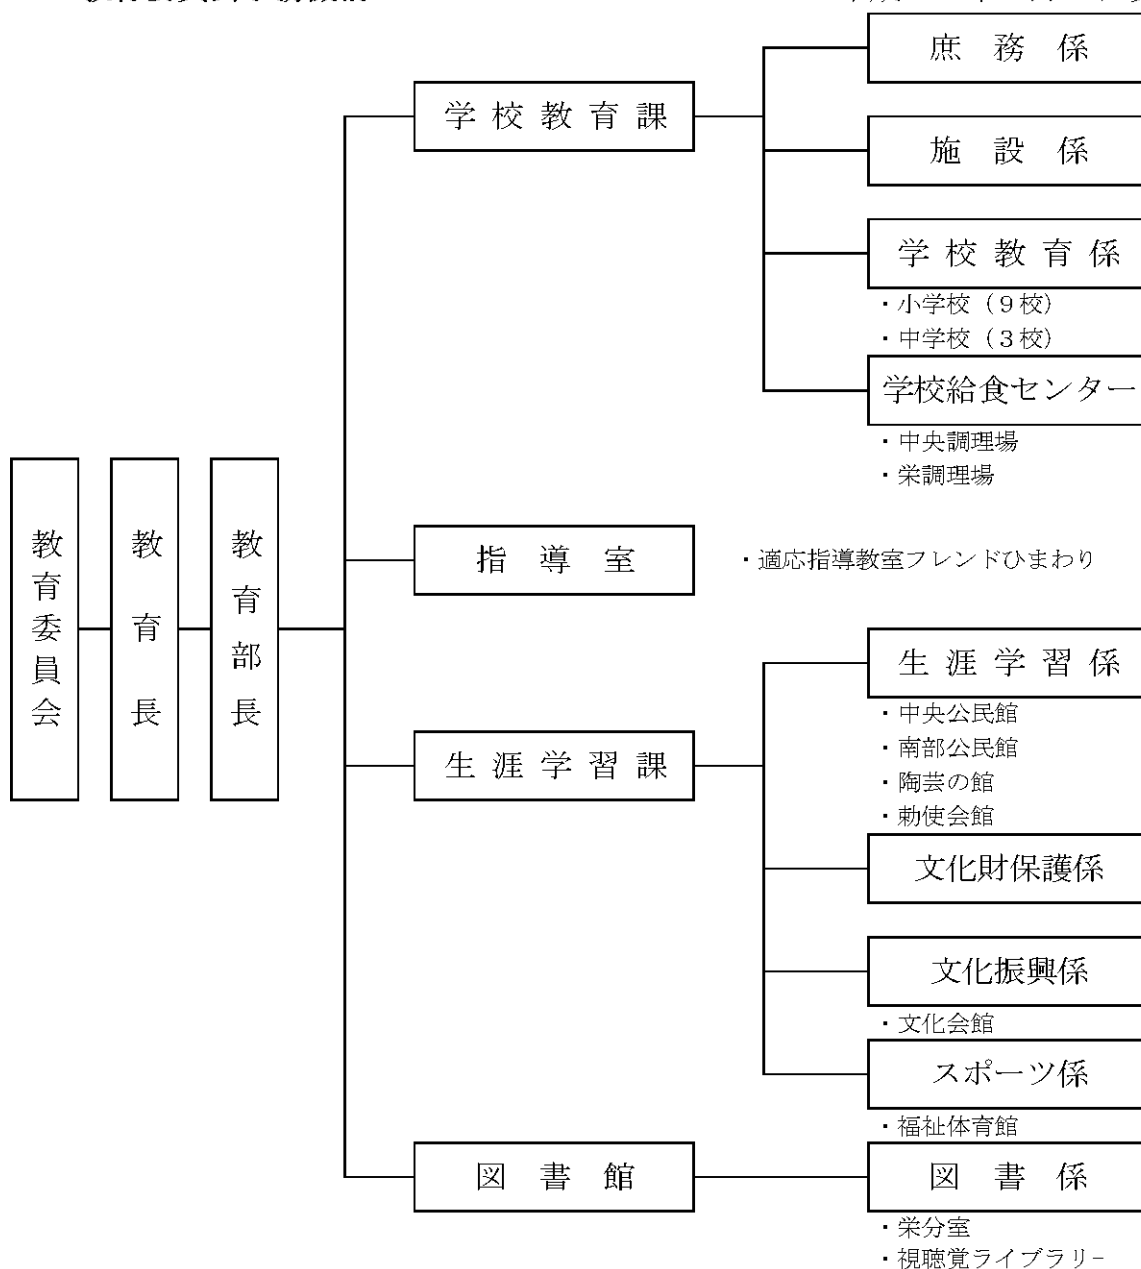 庶務係
学校教育課
施設係
学校教育係
・小学校（９校）
・中学校（３校）
学校給食センター
・中央調理場
・栄調理場
教育委員会
教育長
教育部長
指導室
・適応指導教室フレンドひまわり
生涯学習係
・中央公民館
・南部公民館
生涯学習課
・陶芸の館
・勅使会館
文化財保護係
文化振興係
・文化会館
スポーツ係
・福祉体育館
図書館
図書係
・栄分室
・視聴覚ライブラリ－